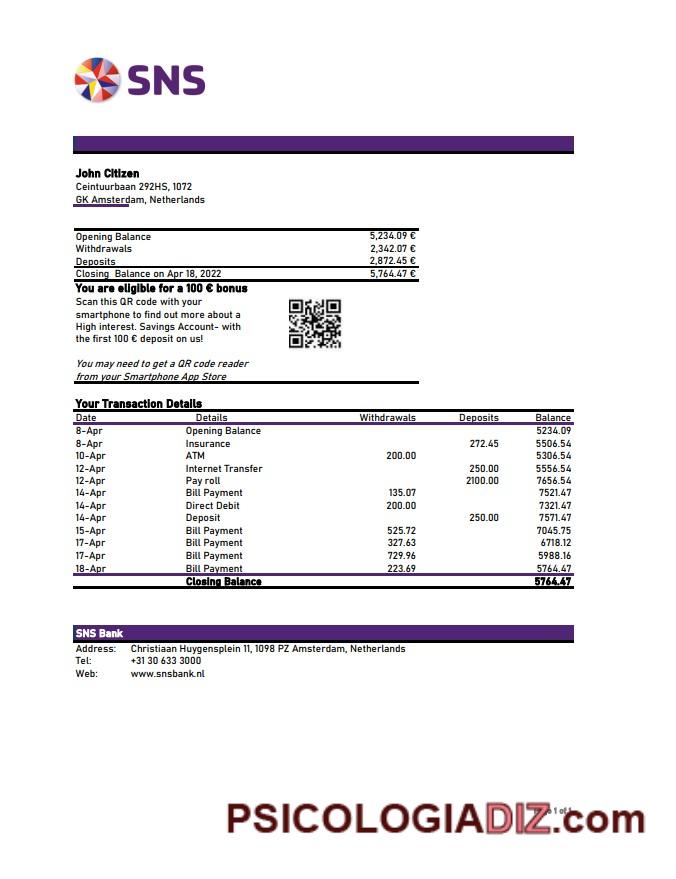 SNS
John Citizen
Ceintuurbaan 292HS, 1072
GK Amsterdam, Netherlands
Opening Balance 5,234.09 €
Withdrawals 2,342.07 €
Deposits 2,872.45 €
Closing Balance on Apr 18, 2022 5,764.47 €
You are eligible for a 100 € bonus
Scan this QR code with your
smartphone to find out more about a
High interest. Savings Account- with
the first 100 € deposit on us!
You may need to get a QR code reader
from your Smartphone App Store
Your Transaction Details
Date Details Withdrawals Deposits Balance
8-Apr Opening Balance 5234.09
8-Apr Insurance 272.45 5506.54
10-Apr ATM 200.00 5306.54
12-Apr Internet Transfer 250.00 5556.54
12-Apr Pay roll 2100.00 7656.54
14-Apr Bill Payment 135.07 7521.47
14-Apr Direct Debit 200.00 7321.47
14-Apr Deposit 250.00 7571.47
15-Apr Bill Payment 525.72 7045.75
17-Apr Bill Payment 327.63 6718.12
17-Apr Bill Payment 729.96 5988.16
18-Apr Bill Payment 223.69 5764.47
Closing Balance 5764.47
SNS Bank
Address: Christiaan Huygensplein 11, 1098 PZ Amsterdam, Netherlands
Tel: +31 30 633 3000
Web: www.snsbank.nl
PSICOLOGIADIZ.com